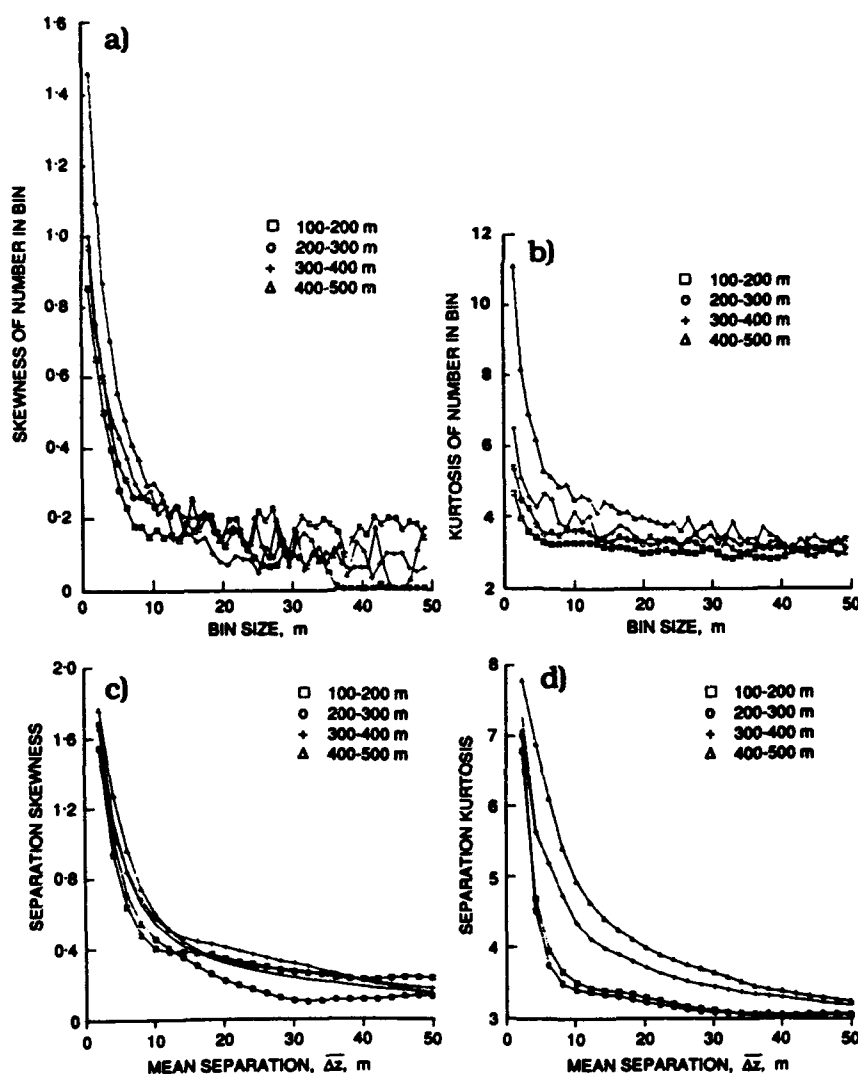 a)
SKEWNESS OF NUMBER IN BIN
1·6
1·4
1·2
1·0
0·8
0·6
0·4
0·2
0
□ 100-200 m
o 200-300 m
+ 300-400 m
△ 400-500 m
0 10 20 30 40 50
BIN SIZE, m
b)
KURTOSIS OF NUMBER IN BIN
12
10
8
6
4
2
□ 100-200 m
o 200-300 m
+ 300-400 m
△ 400-500 m
0 10 20 30 40 50
BIN SIZE, m
c)
SEPARATION SKEWNESS
2·0
1·6
1·2
0·8
0·4
0
□ 100-200 m
o 200-300 m
+ 300-400 m
△ 400-500 m
0 10 20 30 40 50
MEAN SEPARATION, Δz, m
d)
SEPARATION KURTOSIS
8
7
6
5
4
3
□ 100-200 m
o 200-300 m
+ 300-400 m
△ 400-500 m
0 10 20 30 40 50
MEAN SEPARATION, Δz, m